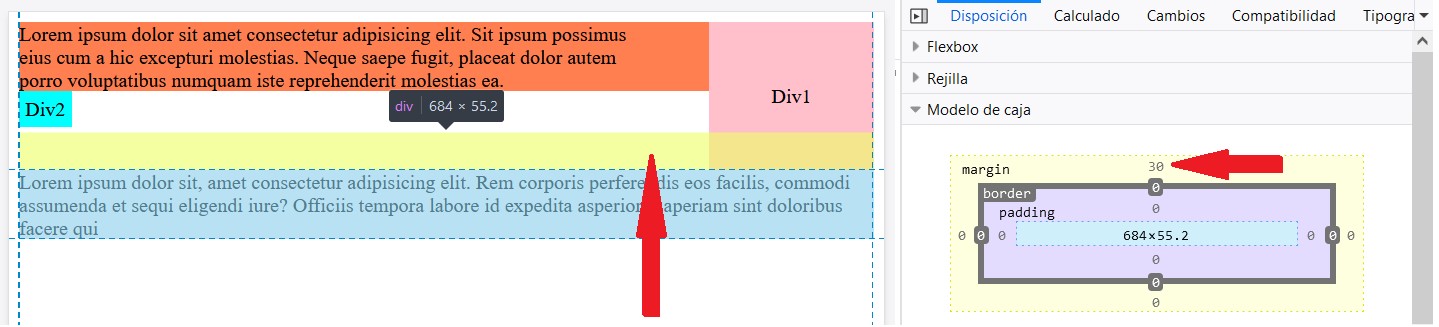 Lorem ipsum dolor sit amet consectetur adipisicing elit. Sit ipsum possimus
eius cum a hic excepturi molestias. Neque saepe fugit, placeat dolor autem
porro voluptatibus numquam iste reprehenderit molestias ea.
Div1
Div2
div 684 × 55.2
Lorem ipsum dolor sit, amet consectetur adipisicing elit. Rem corporis perfere dis eos facilis, commodi
assumenda et sequi eligendi iure? Officiis tempora labore id expedita asperior aperiam sint doloribus
facere qui
Disposición Calculado Cambios Compatibilidad Tipogra
Flexbox
Rejilla
Modelo de caja
margin 30
border 0
padding 0
0 0 0 684×55.2 0 0 0
0
0
0